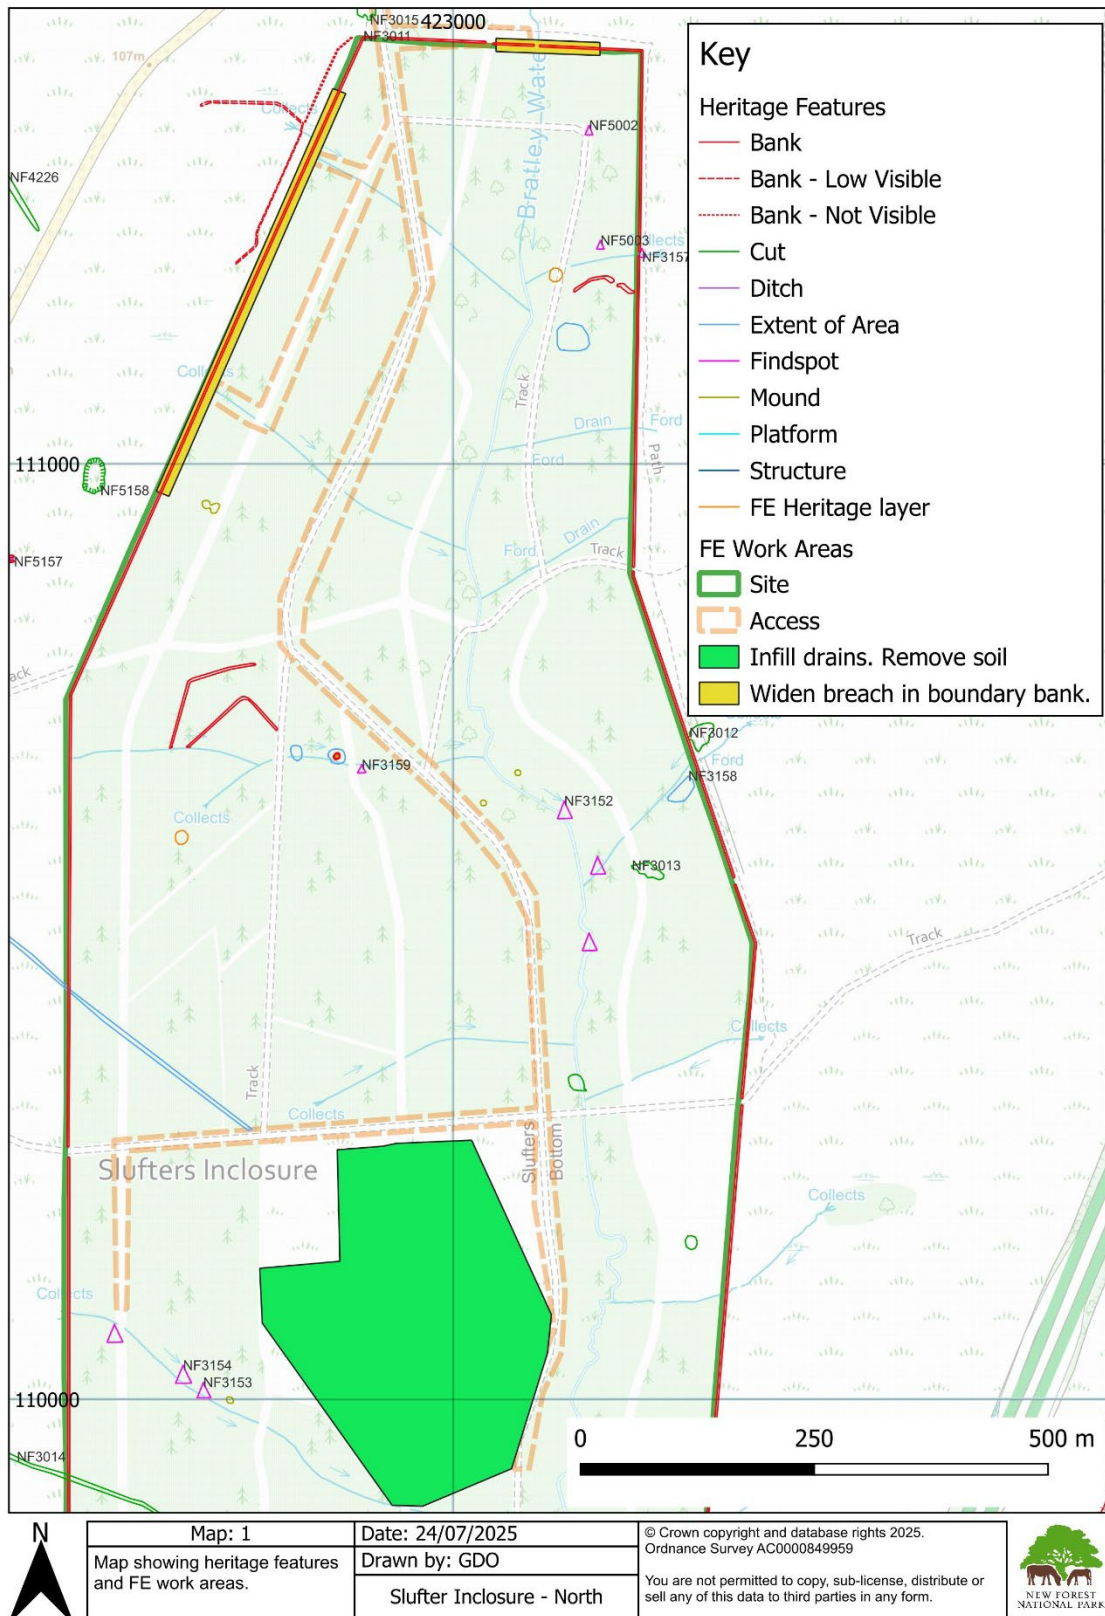 NF3015
423000
NF3011
107m
Collects
Bratley Water
NF5002
NF4226
NF5003
Collects
NF3157
Collects
Track
Drain
Ford
111000
Ford
Path
NF5158
Drain
Ford
Track
NF5157
ack
NF3012
Ford
NF3159
NF3158
Collects
NF3152
NF3013
Track
Collects
Track
Collects
Slufters Inclosure
Slufters
Bottom
Collects
Collects
NF3154
NF3153
110000
NF3014
Key
Heritage Features
Bank
Bank - Low Visible
Bank - Not Visible
Cut
Ditch
Extent of Area
Findspot
Mound
Platform
Structure
FE Heritage layer
FE Work Areas
Site
Access
Infill drains. Remove soil
Widen breach in boundary bank.
0 250 500 m
N
Map: 1
Map showing heritage features
and FE work areas.
Date: 24/07/2025
Drawn by: GDO
Slufter Inclosure - North
© Crown copyright and database rights 2025.
Ordnance Survey AC0000849959
You are not permitted to copy, sub-license, distribute or
sell any of this data to third parties in any form.
NEW FOREST
NATIONAL PARK